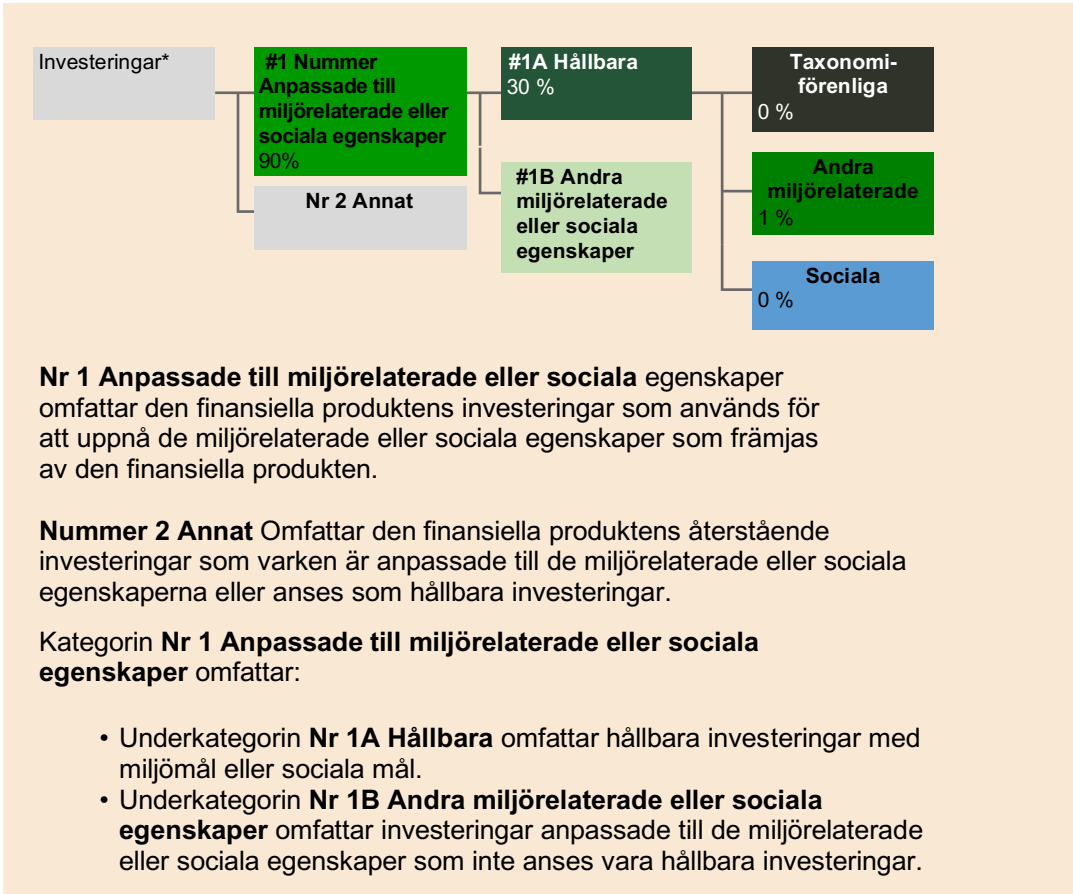 Investeringar*
#1 Nummer
Anpassade till
miljörelaterade eller
sociala egenskaper
90%
Nr 2 Annat
#1A Hållbara
30 %
#1B Andra
miljörelaterade
eller sociala
egenskaper
Taxonomi-
förenliga
0 %
Andra
miljörelaterade
1 %
Sociala
0 %
Nr 1 Anpassade till miljörelaterade eller sociala egenskaper
omfattar den finansiella produktens investeringar som används för
att uppnå de miljörelaterade eller sociala egenskaper som främjas
av den finansiella produkten.
Nummer 2 Annat Omfattar den finansiella produktens återstående
investeringar som varken är anpassade till de miljörelaterade eller sociala
egenskaperna eller anses som hållbara investeringar.
Kategorin Nr 1 Anpassade till miljörelaterade eller sociala
egenskaper omfattar:
• Underkategorin Nr 1A Hållbara omfattar hållbara investeringar med
miljömål eller sociala mål.
• Underkategorin Nr 1B Andra miljörelaterade eller sociala
egenskaper omfattar investeringar anpassade till de miljörelaterade
eller sociala egenskaper som inte anses vara hållbara investeringar.